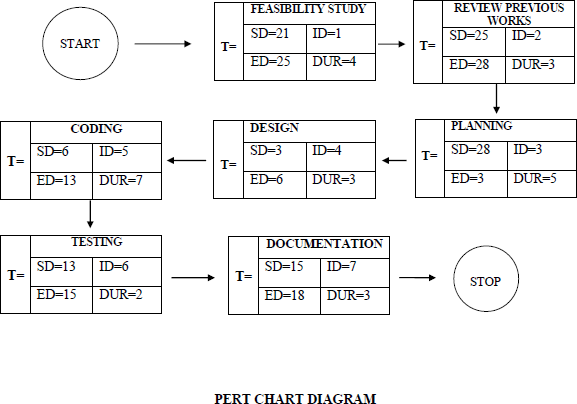 START
T=
FEASIBILITY STUDY
SD=21 ID=1
ED=25 DUR=4
T=
REVIEW PREVIOUS
WORKS
SD=25 ID=2
ED=28 DUR=3
T=
PLANNING
SD=28 ID=3
ED=3 DUR=5
T=
DESIGN
SD=3 ID=4
ED=6 DUR=3
T=
CODING
SD=6 ID=5
ED=13 DUR=7
T=
TESTING
SD=13 ID=6
ED=15 DUR=2
T=
DOCUMENTATION
SD=15 ID=7
ED=18 DUR=3
STOP
PERT CHART DIAGRAM